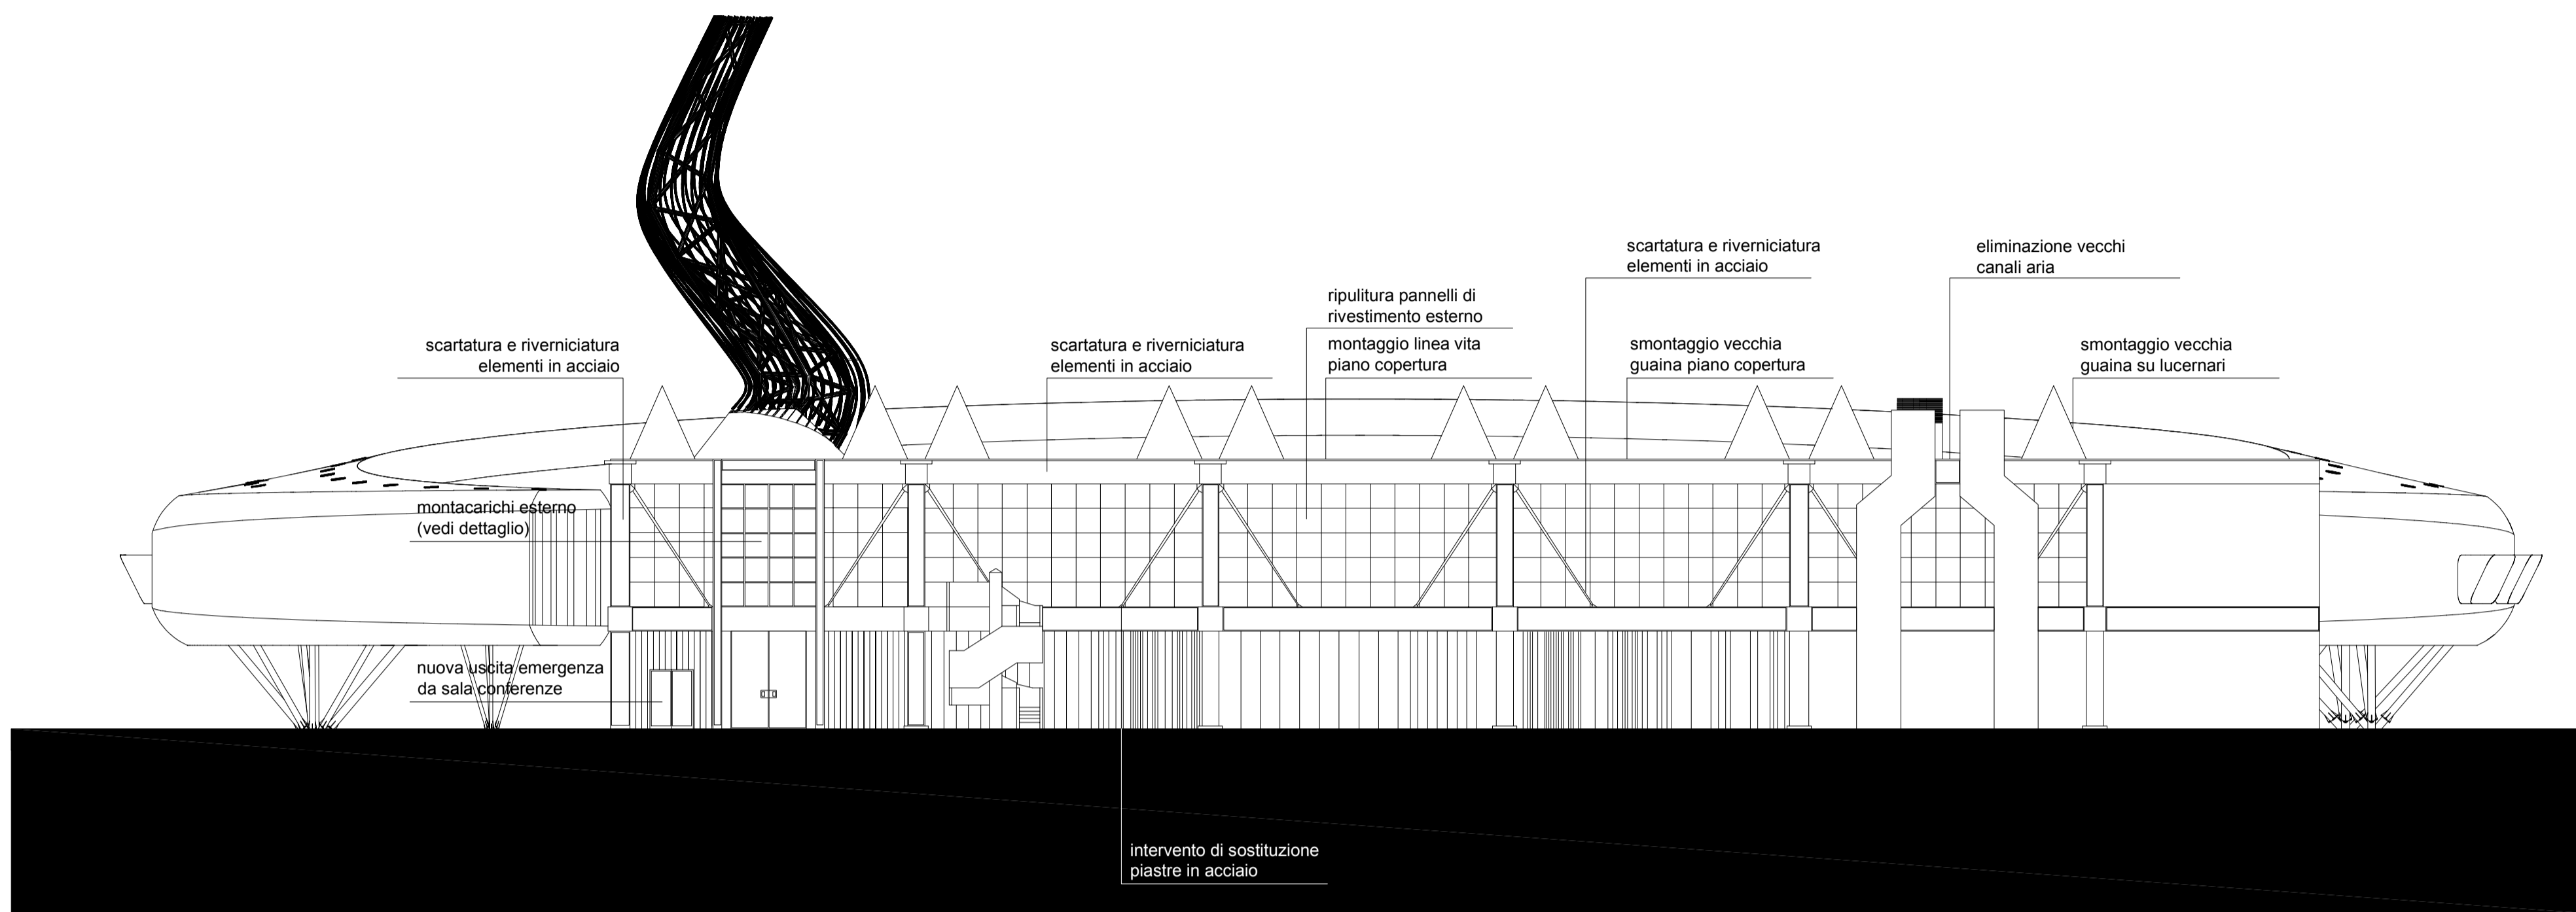 scartatura e riverniciatura
elementi in acciaio
eliminazione vecchi
canali aria
ripulitura pannelli di
rivestimento esterno
scartatura e riverniciatura
elementi in acciaio
scartatura e riverniciatura
elementi in acciaio
montaggio linea vita
piano copertura
smontaggio vecchia
guaina piano copertura
smontaggio vecchia
guaina su lucernari
montacarichi esterno
(vedi dettaglio)
nuova uscita emergenza
da sala conferenze
intervento di sostituzione
piastre in acciaio